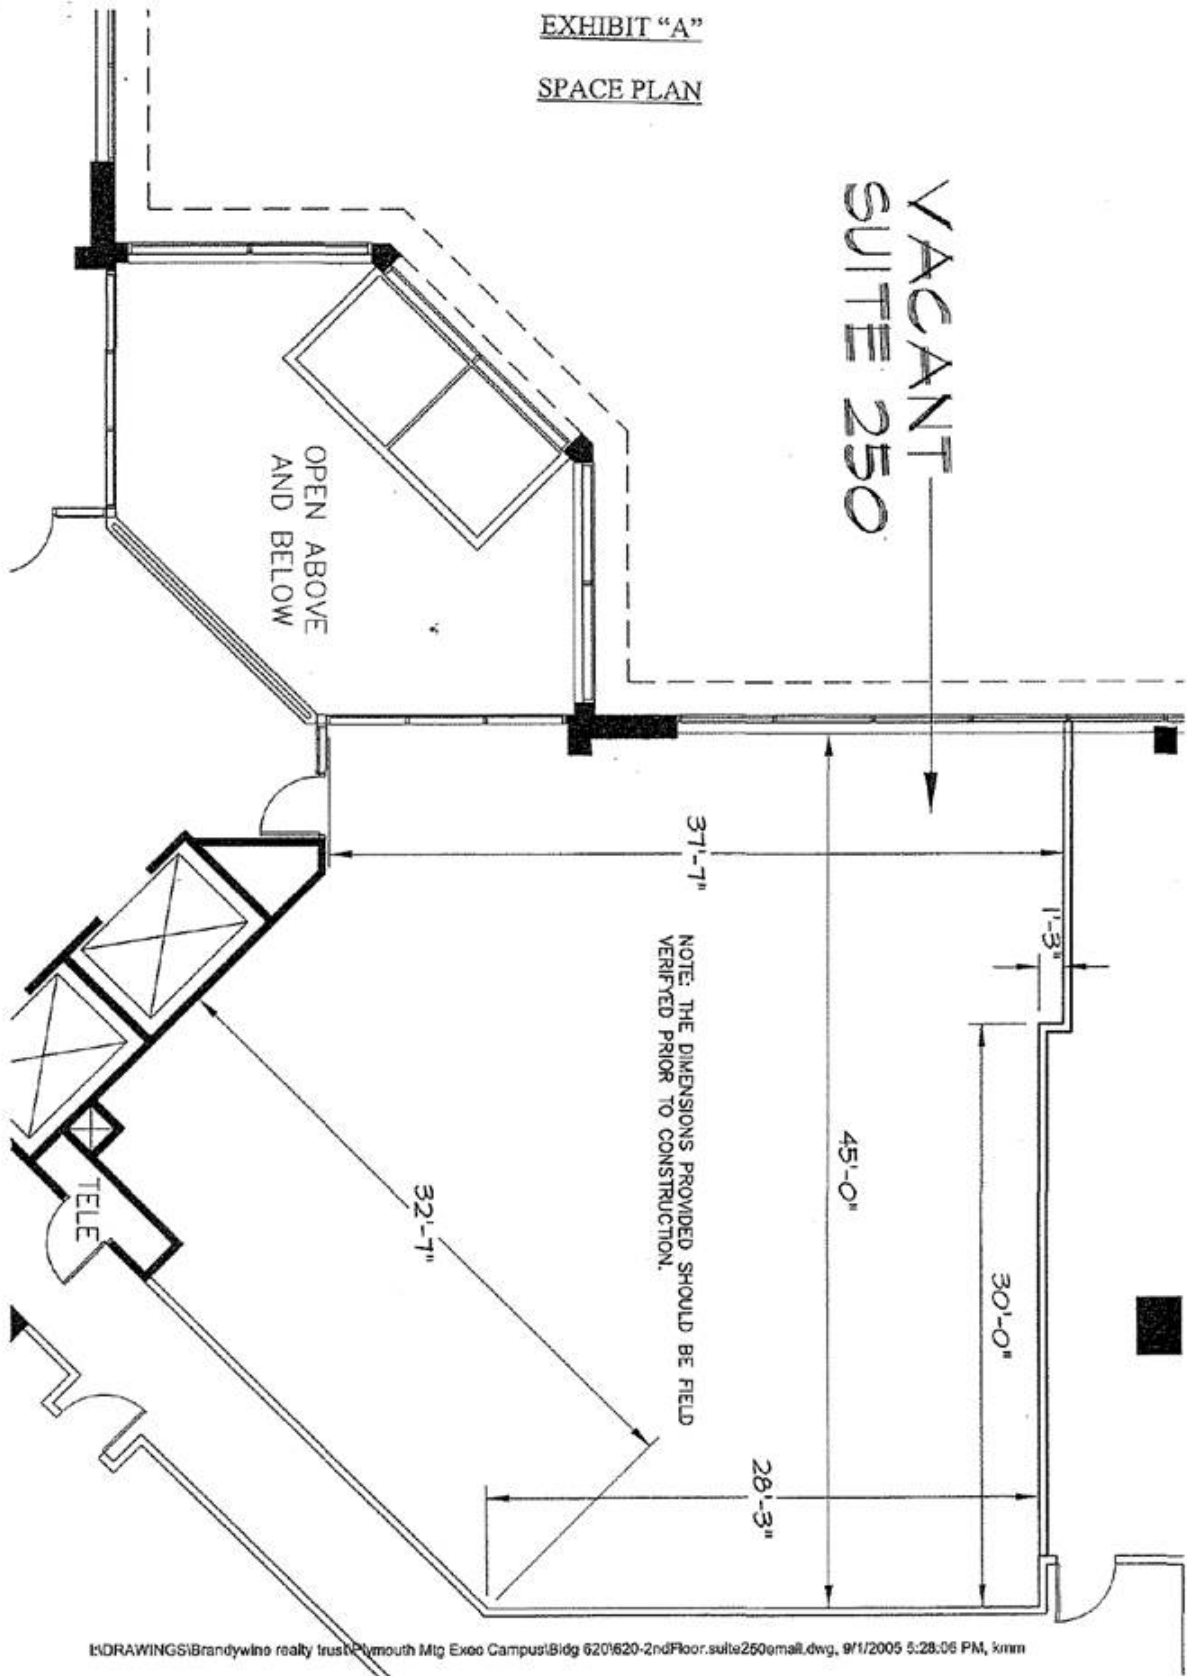 EXHIBIT “A”
SPACE PLAN
VACANT
SUITE 250
OPEN ABOVE
AND BELOW
37'-7"
1'-3"
NOTE: THE DIMENSIONS PROVIDED SHOULD BE FIELD
VERIFYED PRIOR TO CONSTRUCTION.
45'-0"
30'-0"
32'-7"
TELE
28'-3"
I:\DRAWINGS\Brandywine realty trust\Plymouth Mtg Exec Campus\Bldg 620\620-2ndFloor.suite250email.dwg, 9/1/2005 5:28:06 PM, kmm